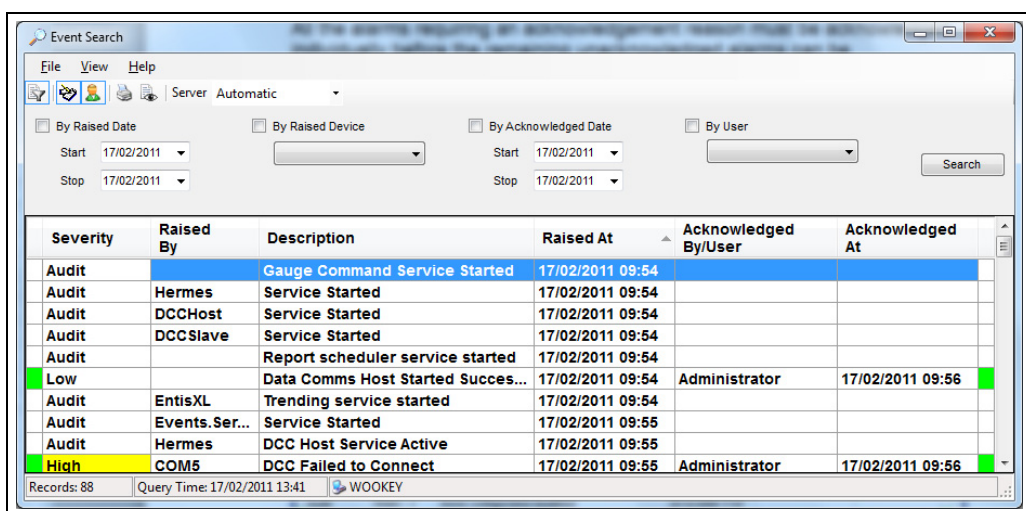 Event Search
File View Help
Server Automatic
By Raised Date By Raised Device By Acknowledged Date By User
Start 17/02/2011 Start 17/02/2011
Search
Stop 17/02/2011 Stop 17/02/2011
Severity Raised By Description Raised At Acknowledged By/User Acknowledged At
Audit Gauge Command Service Started 17/02/2011 09:54
Audit Hermes Service Started 17/02/2011 09:54
Audit DCCHost Service Started 17/02/2011 09:54
Audit DCCSlave Service Started 17/02/2011 09:54
Audit Report scheduler service started 17/02/2011 09:54
Low Data Comms Host Started Succes... 17/02/2011 09:54 Administrator 17/02/2011 09:56
Audit EntisXL Trending service started 17/02/2011 09:54
Audit Events.Ser... Service Started 17/02/2011 09:55
Audit Hermes DCC Host Service Active 17/02/2011 09:55
High COM5 DCC Failed to Connect 17/02/2011 09:55 Administrator 17/02/2011 09:56
Records: 88 Query Time: 17/02/2011 13:41 WOOKEY